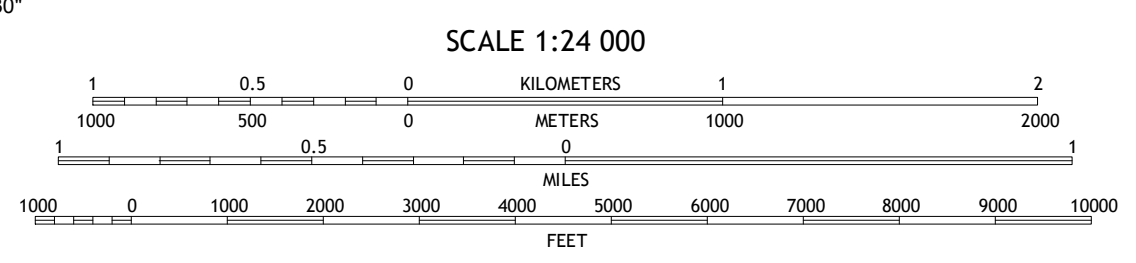 30"
SCALE 1:24 000
1 0.5 0 KILOMETERS 1 2
1000 500 0 METERS 1000 2000
1 0.5 0 1
MILES
1000 0 1000 2000 3000 4000 5000 6000 7000 8000 9000 10000
FEET